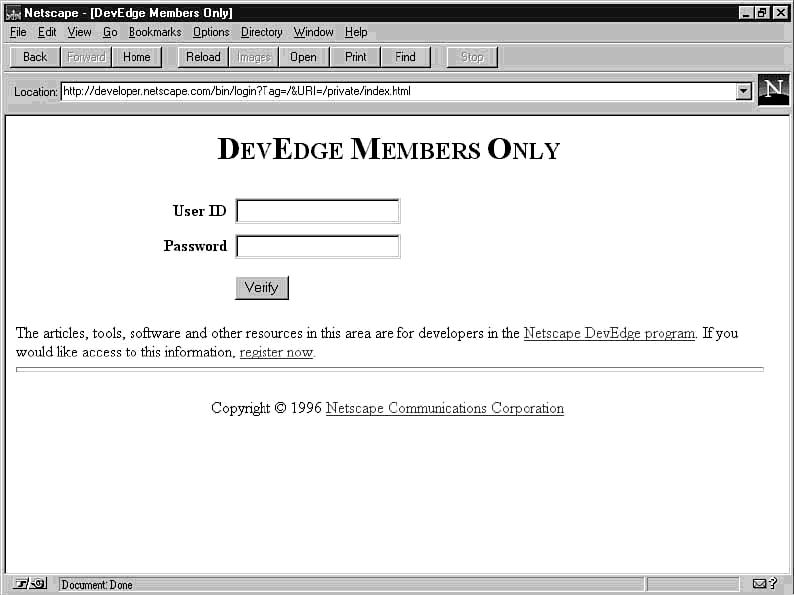 Netscape - [DevEdge Members Only]
File Edit View Go Bookmarks Options Directory Window Help
Back Forward Home Reload Images Open Print Find Stop
Location: http://developer.netscape.com/bin/login?Tag=/&URI=/private/index.html
N
DEVEDGE MEMBERS ONLY
User ID
Password
Verify
The articles, tools, software and other resources in this area are for developers in the Netscape DevEdge program. If you
would like access to this information, register now.
Copyright © 1996 Netscape Communications Corporation
Document: Done
?